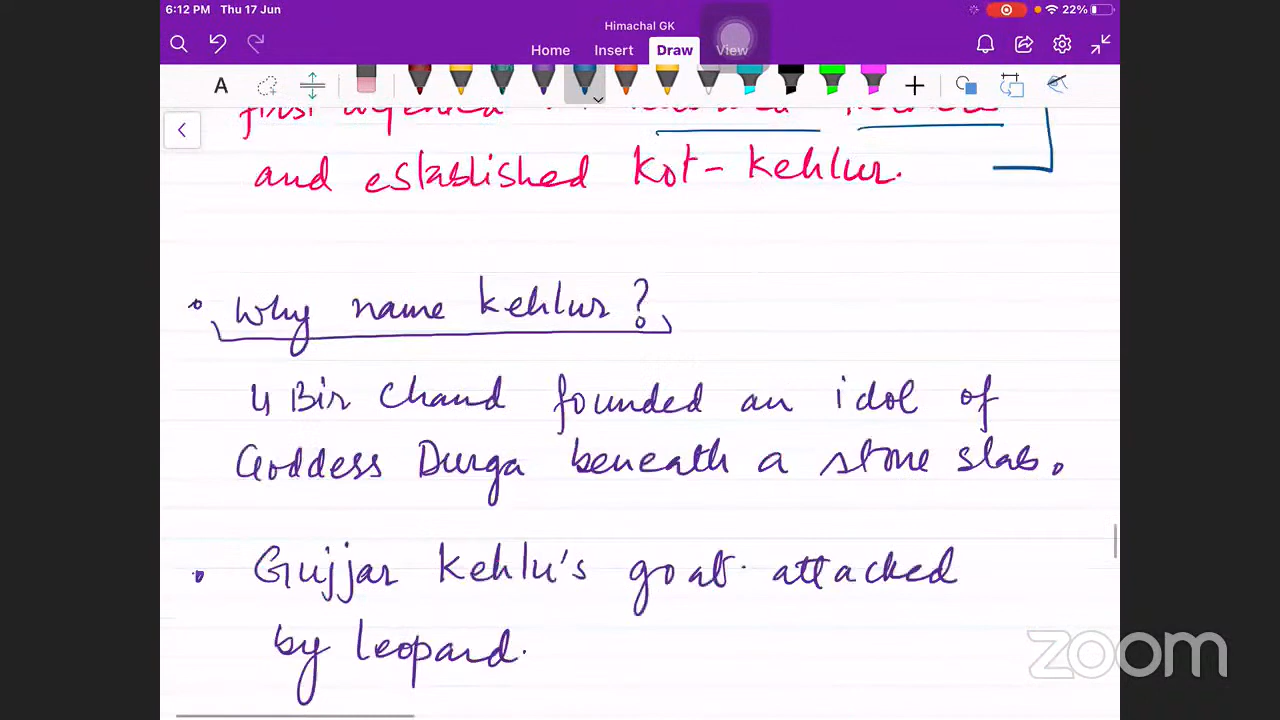 6:12 PM Thu 17 Jun
22%
Himachal GK
Home Insert Draw View
A
first
and established Kot-Kehlur.
Why name Kehlur?
↳ Bir Chand founded an idol of
Goddess Durga beneath a stone slab.
Gujjar Kehlu's goat attacked
by leopard.
zoom